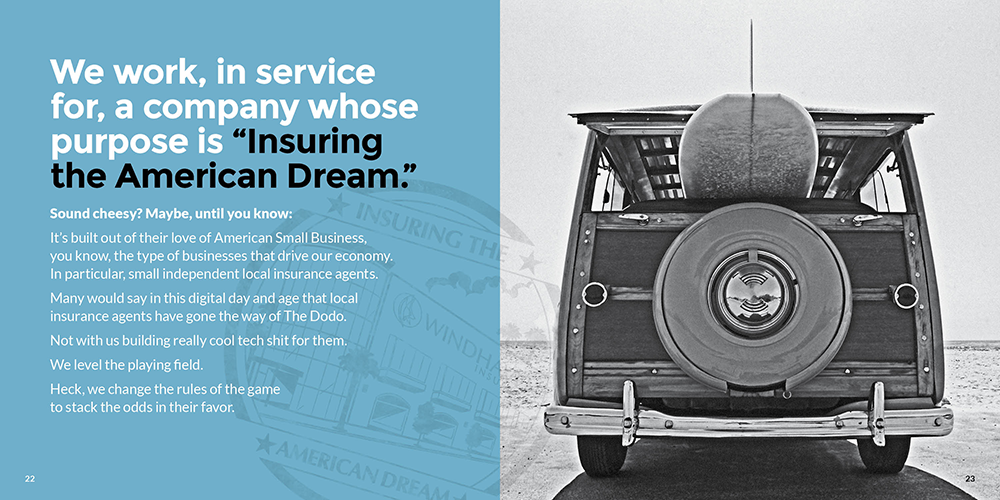 We work, in service
for, a company whose
purpose is “Insuring
the American Dream.”
Sound cheesy? Maybe, until you know:
It’s built out of their love of American Small Business,
you know, the type of businesses that drive our economy.
In particular, small independent local insurance agents.
Many would say in this digital day and age that local
insurance agents have gone the way of The Dodo.
Not with us building really cool tech shit for them.
We level the playing field.
Heck, we change the rules of the game
to stack the odds in their favor.
INSURING THE
WINDH
AMERICAN DREAM
22
23